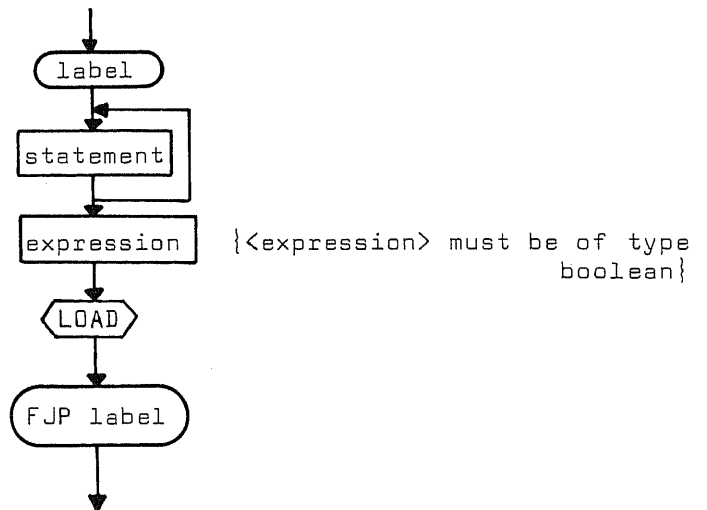 label
statement
expression
{<expression> must be of type
boolean}
LOAD
FJP label